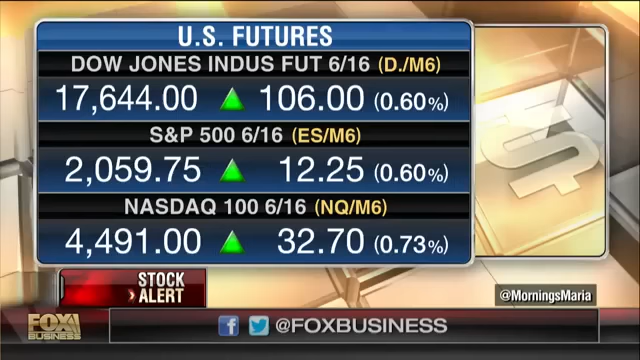 U.S. FUTURES
DOW JONES INDUS FUT 6/16 (D./M6)
17,644.00 ▲ 106.00 (0.60%)
S&P 500 6/16 (ES/M6)
2,059.75 ▲ 12.25 (0.60%)
NASDAQ 100 6/16 (NQ/M6)
4,491.00 ▲ 32.70 (0.73%)
STOCK
› ALERT
@MorningsMaria
FOX
BUSINESS
@FOXBUSINESS